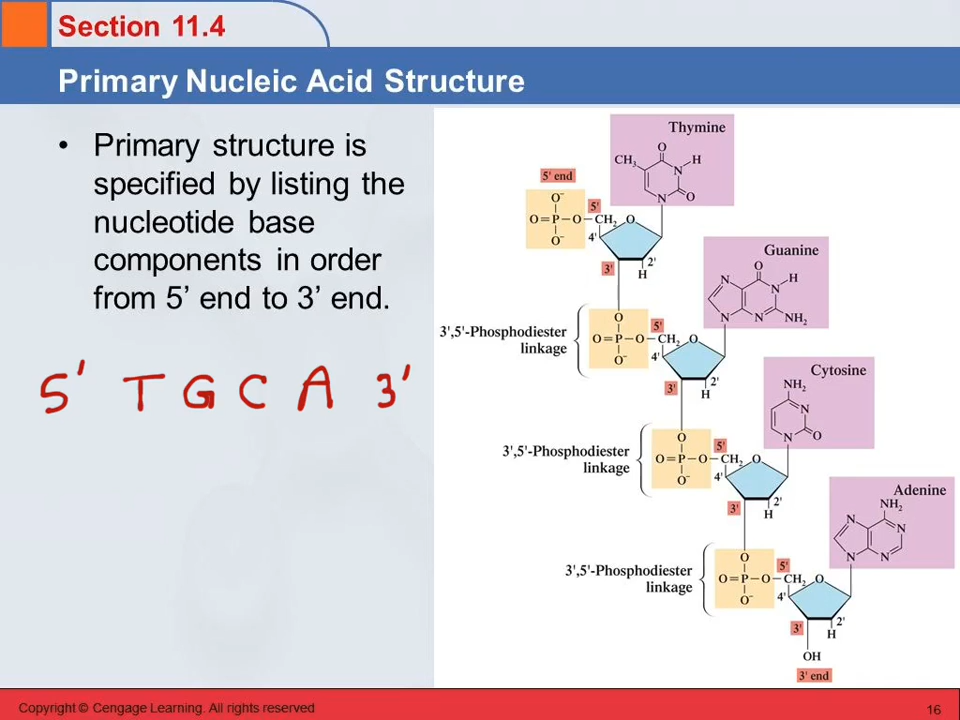 Section 11.4
Primary Nucleic Acid Structure
• Primary structure is
specified by listing the
nucleotide base
components in order
from 5’ end to 3’ end.
5' T G C A 3'
Thymine
O
CH₃
N
H
N
O
5' end
O⁻
O=P–O–CH₂
O⁻
5'
O
4'
3'
2'
H
Guanine
O
N
N
H
N
N
NH₂
3',5'-Phosphodiester
linkage
O
O=P–O–CH₂
O⁻
5'
O
4'
3'
2'
H
Cytosine
NH₂
N
N
O
3',5'-Phosphodiester
linkage
O
O=P–O–CH₂
O⁻
5'
O
4'
3'
2'
H
Adenine
NH₂
N
N
N
N
3',5'-Phosphodiester
linkage
O
O=P–O–CH₂
O⁻
5'
O
4'
3'
2'
H
OH
3' end
Copyright © Cengage Learning. All rights reserved
16